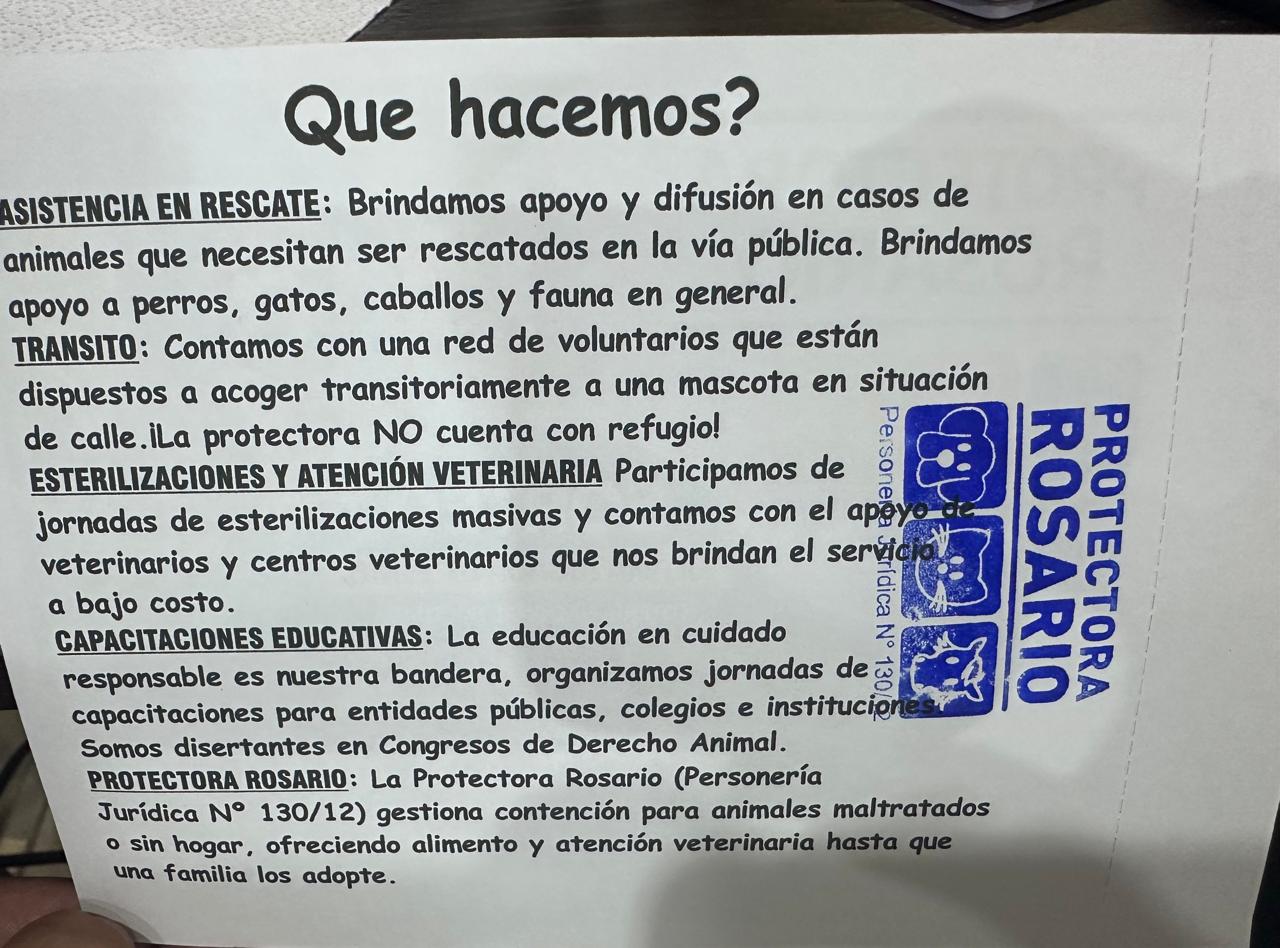 Que hacemos?
ASISTENCIA EN RESCATE: Brindamos apoyo y difusión en casos de
animales que necesitan ser rescatados en la vía pública. Brindamos
apoyo a perros, gatos, caballos y fauna en general.
TRANSITO: Contamos con una red de voluntarios que están
dispuestos a acoger transitoriamente a una mascota en situación
de calle.¡La protectora NO cuenta con refugio!
ESTERILIZACIONES Y ATENCIÓN VETERINARIA Participamos de
jornadas de esterilizaciones masivas y contamos con el apoyo de
veterinarios y centros veterinarios que nos brindan el servicio
a bajo costo.
CAPACITACIONES EDUCATIVAS: La educación en cuidado
responsable es nuestra bandera, organizamos jornadas de
capacitaciones para entidades públicas, colegios e instituciones
Somos disertantes en Congresos de Derecho Animal.
PROTECTORA ROSARIO: La Protectora Rosario (Personería
Jurídica Nº 130/12) gestiona contención para animales maltratados
o sin hogar, ofreciendo alimento y atención veterinaria hasta que
una familia los adopte.
PROTECTORA
ROSARIO
Personería Jurídica N° 130/12